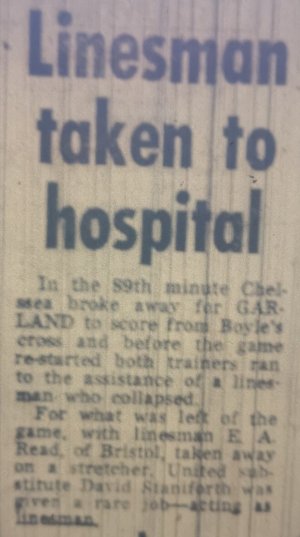 Linesman
taken to
hospital
In the 89th minute Chel-
sea broke away for GAR-
LAND to score from Boyle's
cross and before the game
re-started both trainers ran
to the assistance of a lines-
man who collapsed.
For what was left of the
game, with linesman E. A.
Read, of Bristol, taken away
on a stretcher, United sub-
stitute David Staniforth was
given a rare job—acting as
linesman.